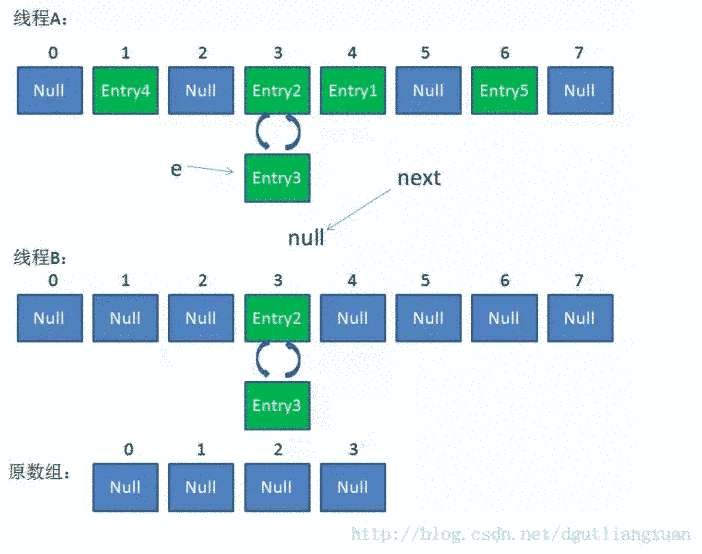 线程A:
0 1 2 3 4 5 6 7
Null Entry4 Null Entry2 Entry1 Null Entry5 Null
e Entry3 next
null
线程B:
0 1 2 3 4 5 6 7
Null Null Null Entry2 Null Null Null Null
Entry3
0 1 2 3
原数组: Null Null Null Null
http://blog.csdn.net/dgutliangxuan